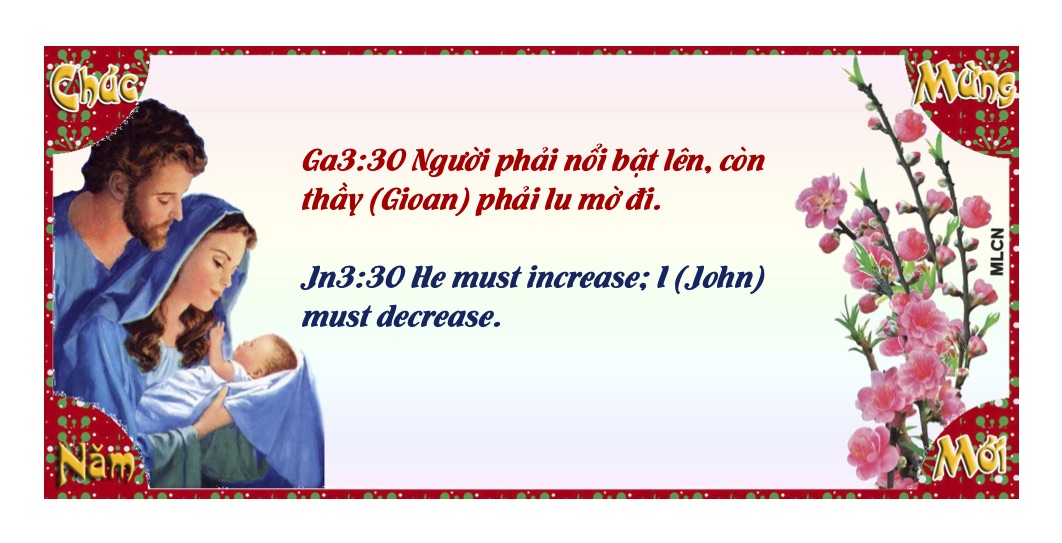 Chúc
Mừng
Ga3:30 Người phải nổi bật lên, còn
thầy (Gioan) phải lu mờ đi.
Jn3:30 He must increase; I (John)
must decrease.
MLCN
Năm
Mới